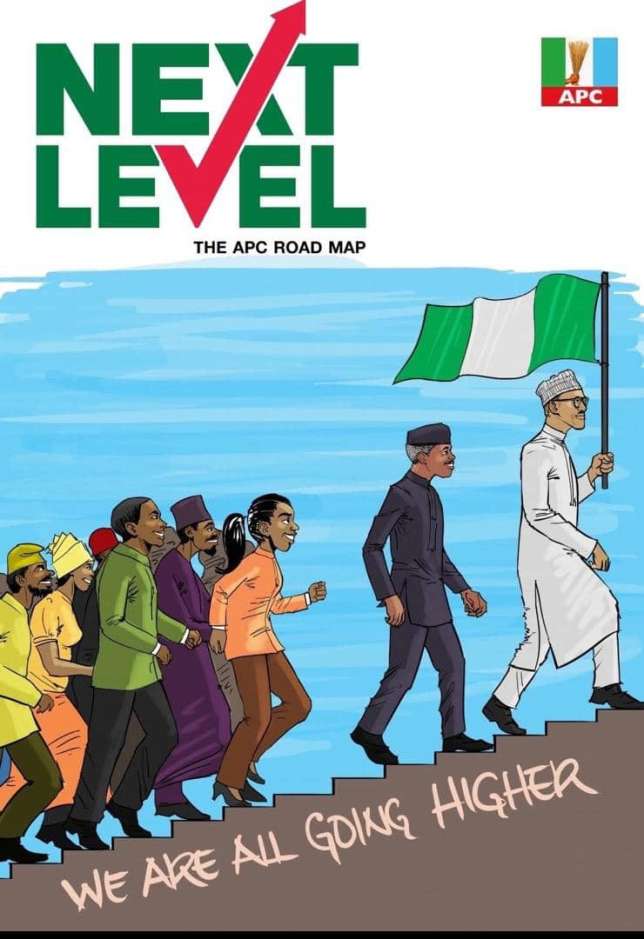 NEXT
LEVEL
THE APC ROAD MAP
APC
WE ARE ALL GOING HIGHER